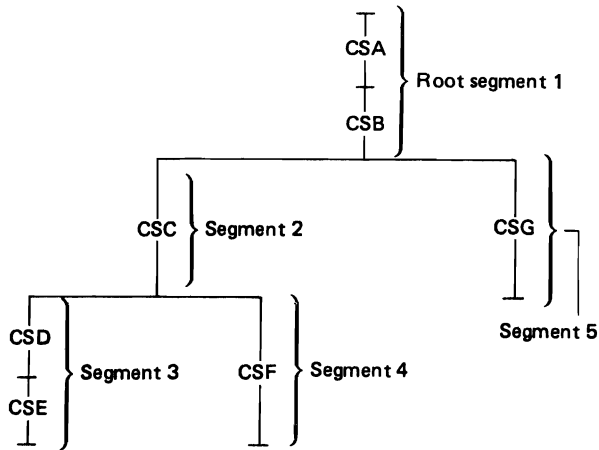 CSA
Root segment 1
CSB
CSC
Segment 2
CSG
Segment 5
CSD
Segment 3
CSE
CSF
Segment 4